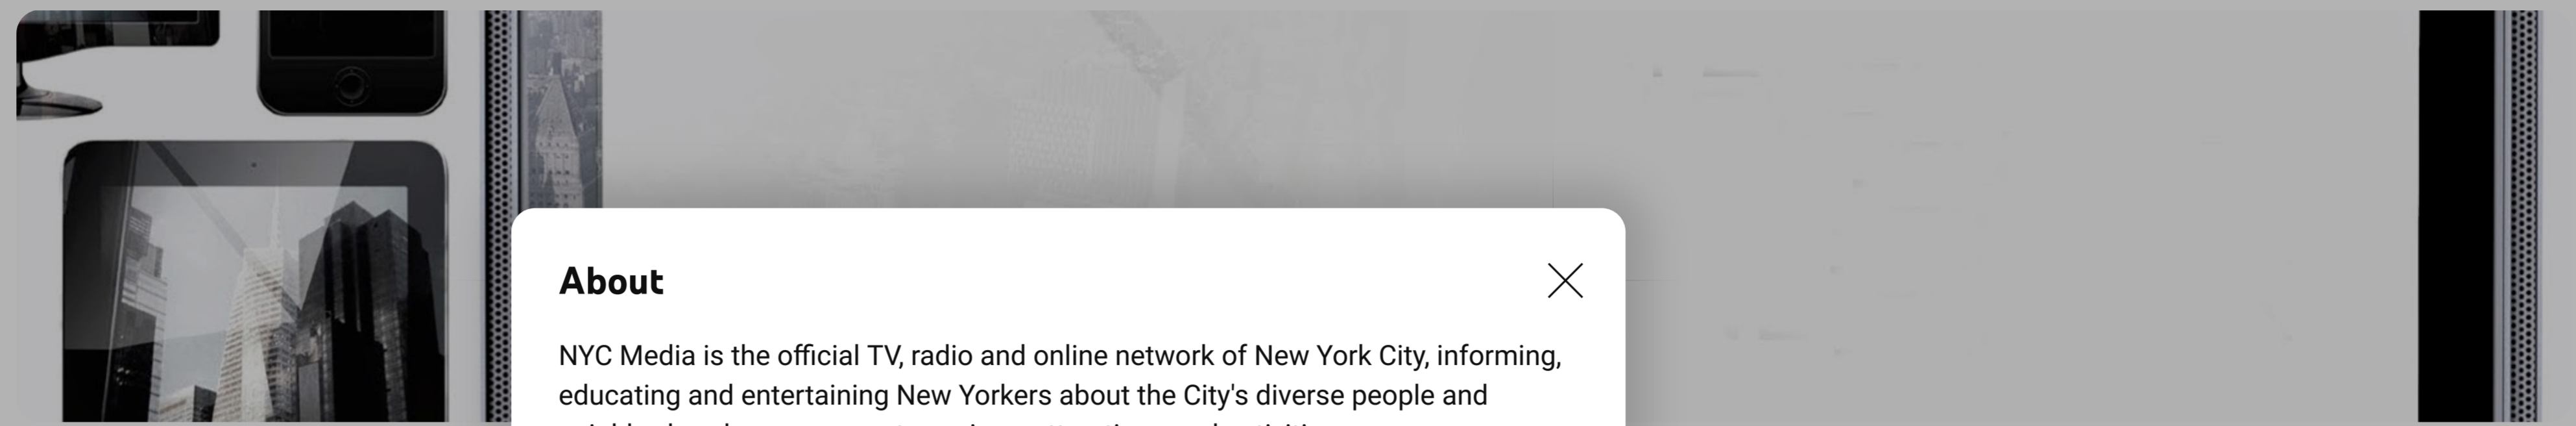 About
NYC Media is the official TV, radio and online network of New York City, informing,
educating and entertaining New Yorkers about the City's diverse people and